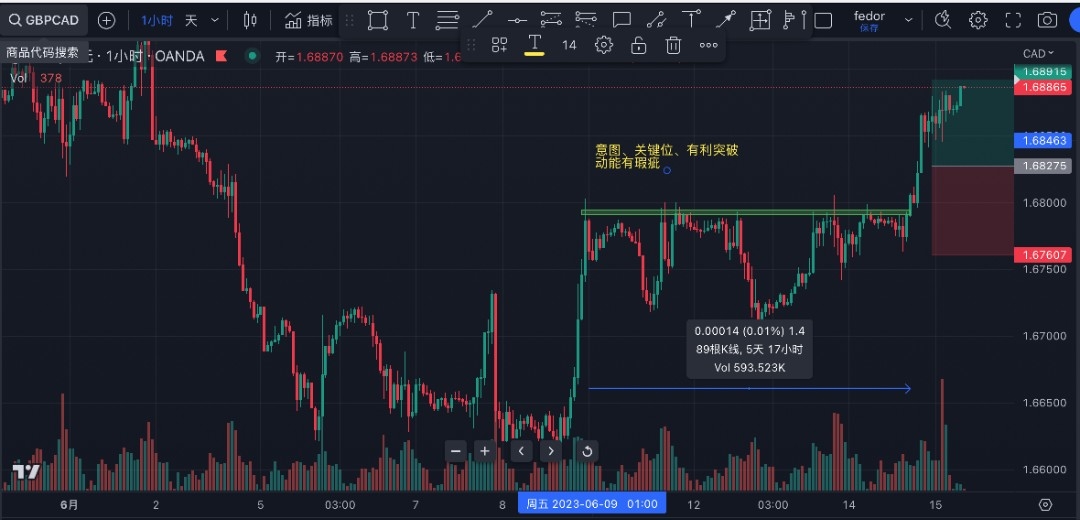 GBPCAD
1小时
天
指标
fedor
保存
商品代码搜索
元 · 1小时 · OANDA
开=1.68870 高=1.68873 低=1.6
14
Vol 378
CAD
1.68915
1.68865
1.68463
1.68275
1.68000
1.67607
1.67500
1.67000
1.66500
1.66000
意图、关键位、有利突破
动能有瑕疵
0.00014 (0.01%) 1.4
89根K线, 5天 17小时
Vol 593.523K
6月
2
5
03:00
7
8
周五 2023-06-09 01:00
12
03:00
14
15